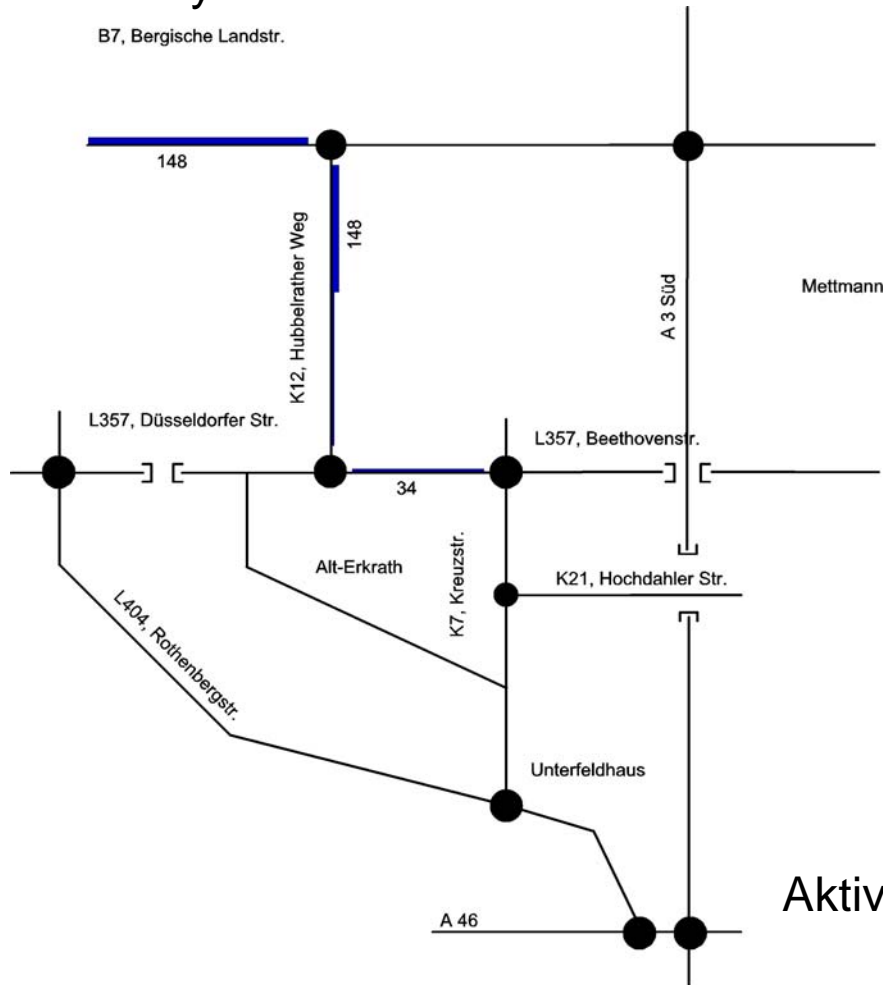 B7, Bergische Landstr.
148
148
K12, Hubbelrather Weg
A 3 Süd
Mettmann
L357, Düsseldorfer Str.
L357, Beethovenstr.
34
Alt-Erkrath
K7, Kreuzstr.
K21, Hochdahler Str.
L404, Rothenbergstr.
Unterfeldhaus
Aktiv
A 46